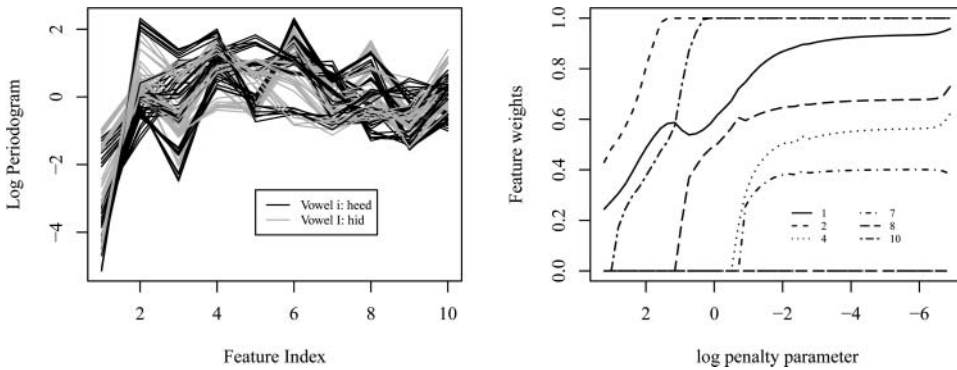 2
0
−2
−4
Log Periodogram
Vowel i: heed
Vowel I: hid
2 4 6 8 10
Feature Index
1.0
0.8
0.6
0.4
0.2
0.0
Feature weights
1 7
2 8
4 10
2 0 −2 −4 −6
log penalty parameter